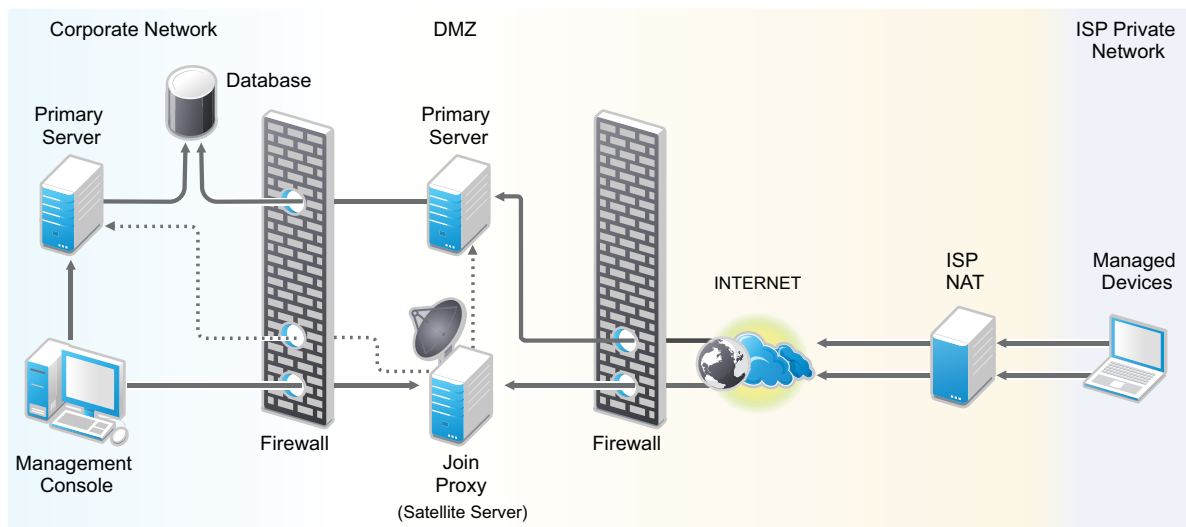 Corporate Network
DMZ
ISP Private
Network
Database
Primary
Server
Primary
Server
INTERNET
ISP
NAT
Managed
Devices
Firewall
Firewall
Management
Console
Join
Proxy
(Satellite Server)